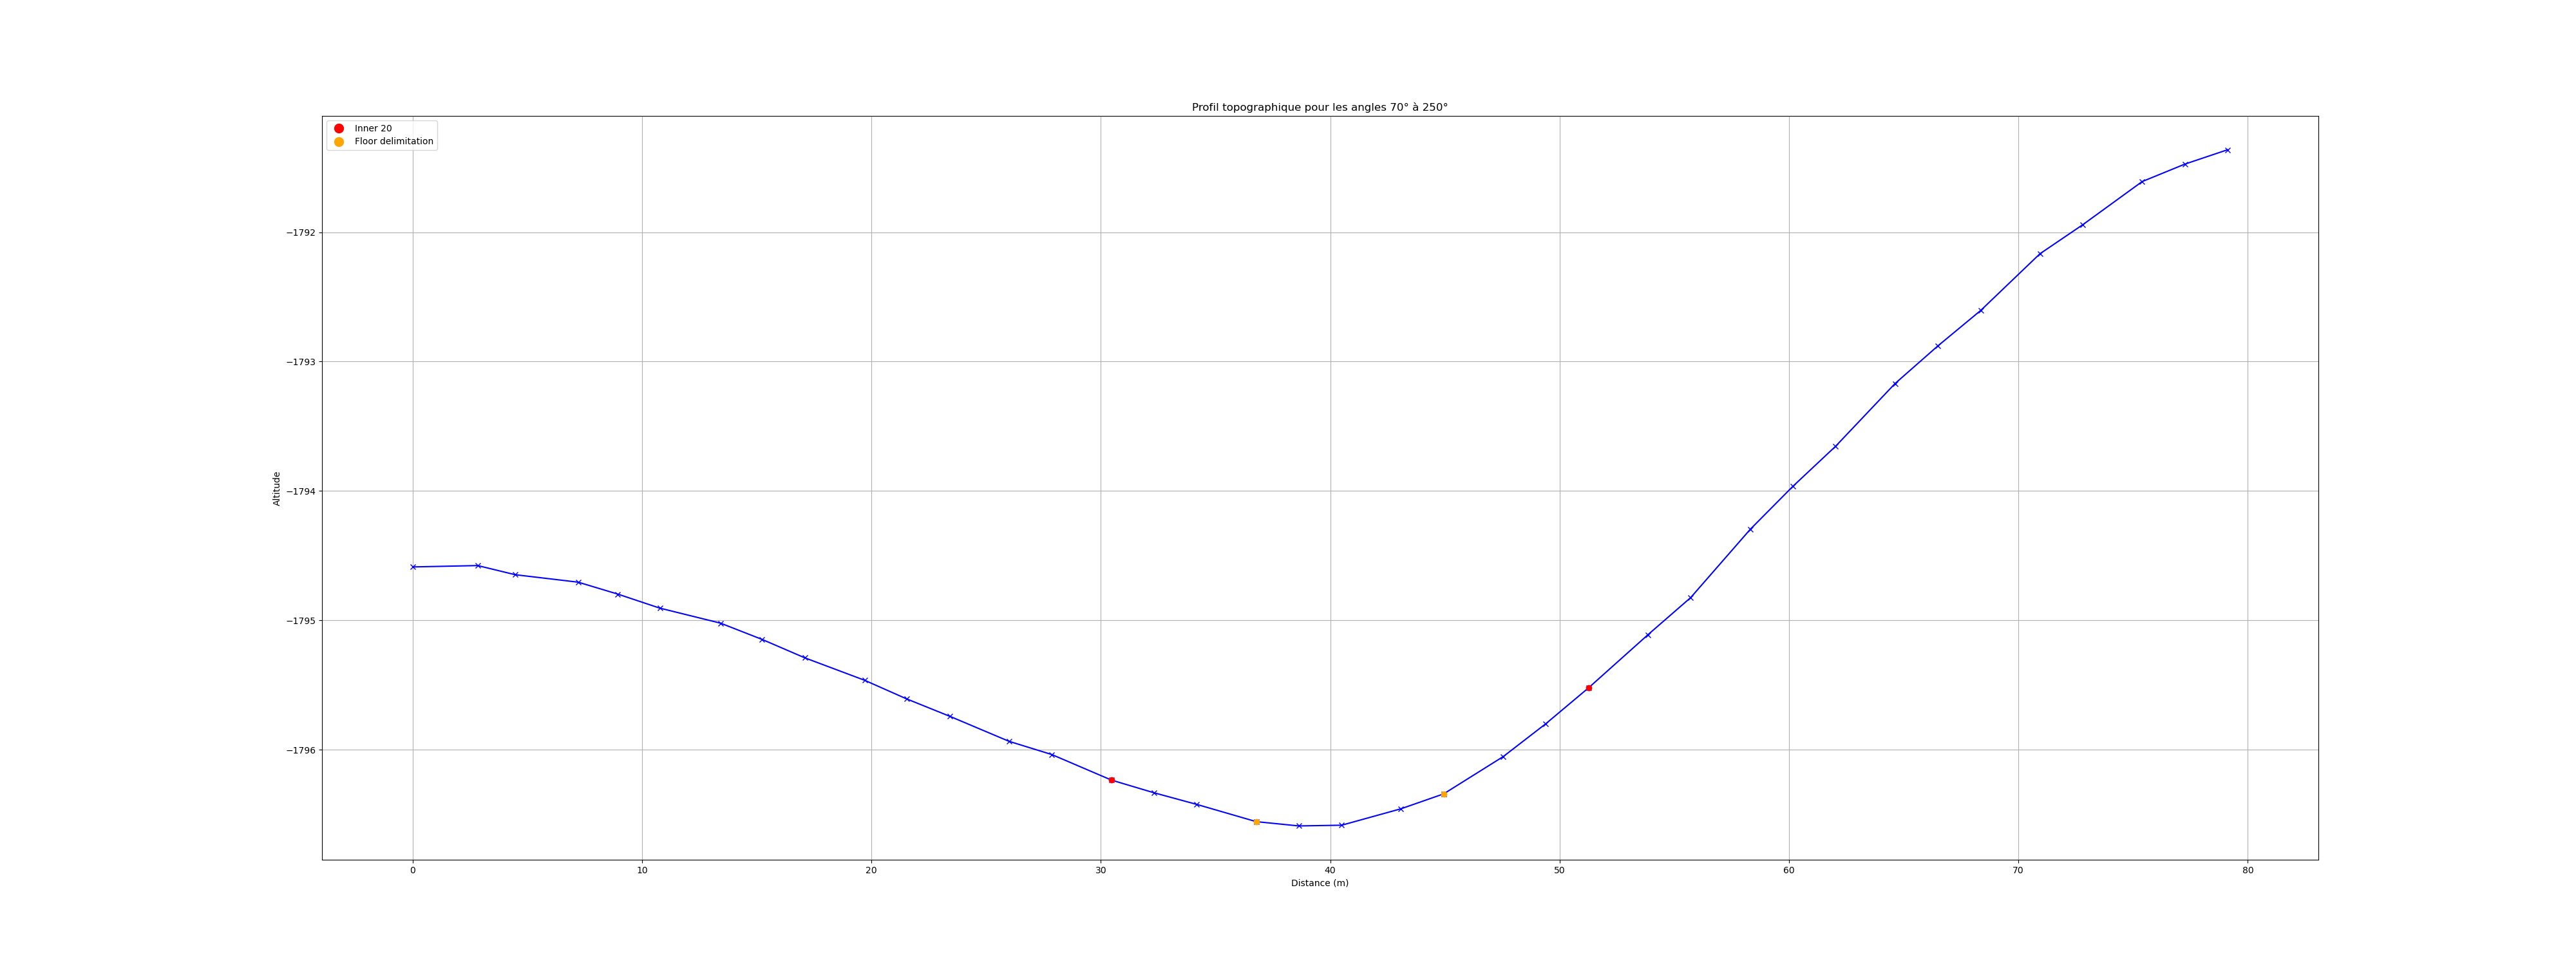 Profil topographique pour les angles 70° à 250°
Inner 20
Floor delimitation
Altitude
−1792
−1793
−1794
−1795
−1796
0 10 20 30 40 50 60 70 80
Distance (m)